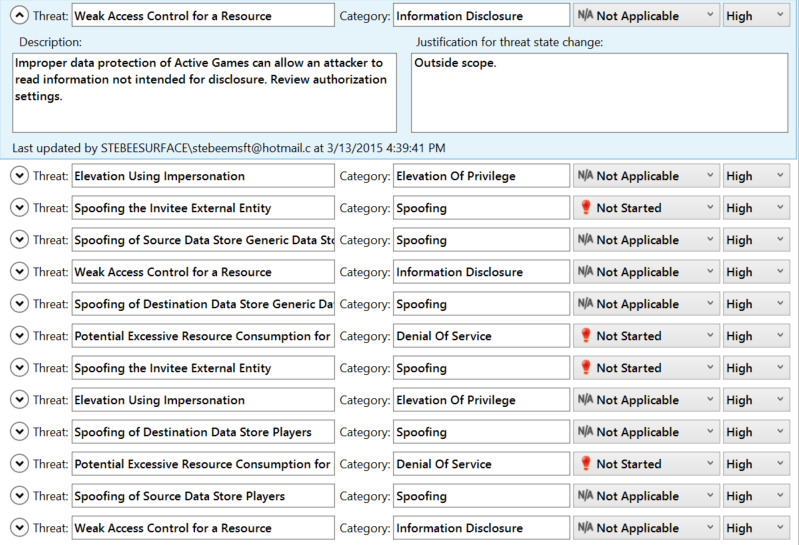 Threat: Weak Access Control for a Resource Category: Information Disclosure N/A Not Applicable High
Description: Justification for threat state change:
Improper data protection of Active Games can allow an attacker to Outside scope.
read information not intended for disclosure. Review authorization
settings.
Last updated by STEBEESURFACE\stebeemsft@hotmail.c at 3/13/2015 4:39:41 PM
Threat: Elevation Using Impersonation Category: Elevation Of Privilege N/A Not Applicable High
Threat: Spoofing the Invitee External Entity Category: Spoofing Not Started High
Threat: Spoofing of Source Data Store Generic Data Sto Category: Spoofing N/A Not Applicable High
Threat: Weak Access Control for a Resource Category: Information Disclosure N/A Not Applicable High
Threat: Spoofing of Destination Data Store Generic Da Category: Spoofing N/A Not Applicable High
Threat: Potential Excessive Resource Consumption for Category: Denial Of Service Not Started High
Threat: Spoofing the Invitee External Entity Category: Spoofing Not Started High
Threat: Elevation Using Impersonation Category: Elevation Of Privilege N/A Not Applicable High
Threat: Spoofing of Destination Data Store Players Category: Spoofing N/A Not Applicable High
Threat: Potential Excessive Resource Consumption for Category: Denial Of Service Not Started High
Threat: Spoofing of Source Data Store Players Category: Spoofing N/A Not Applicable High
Threat: Weak Access Control for a Resource Category: Information Disclosure N/A Not Applicable High